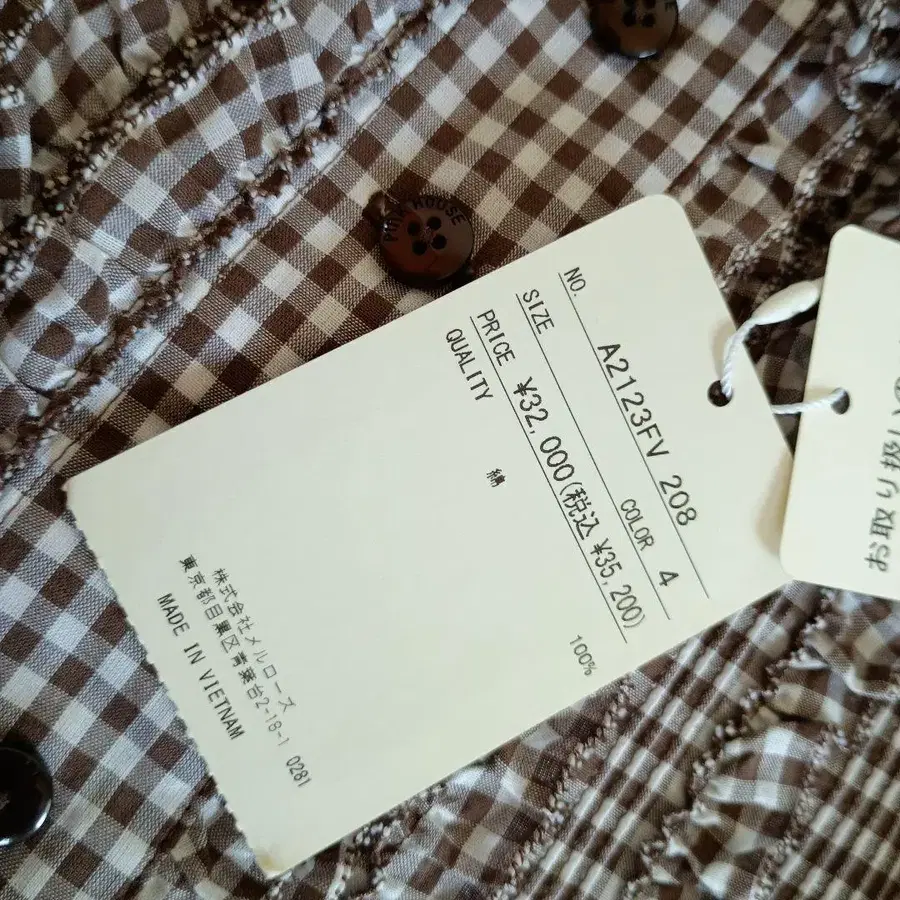 PINK HOUSE
NO. A2123FV 208
SIZE COLOR 4
PRICE ¥32,000(税込 ¥35,200)
QUALITY
綿 100%
株式会社メルローズ
東京都目黒区青葉台2-18-1 0281
MADE IN VIETNAM
お取り扱いの